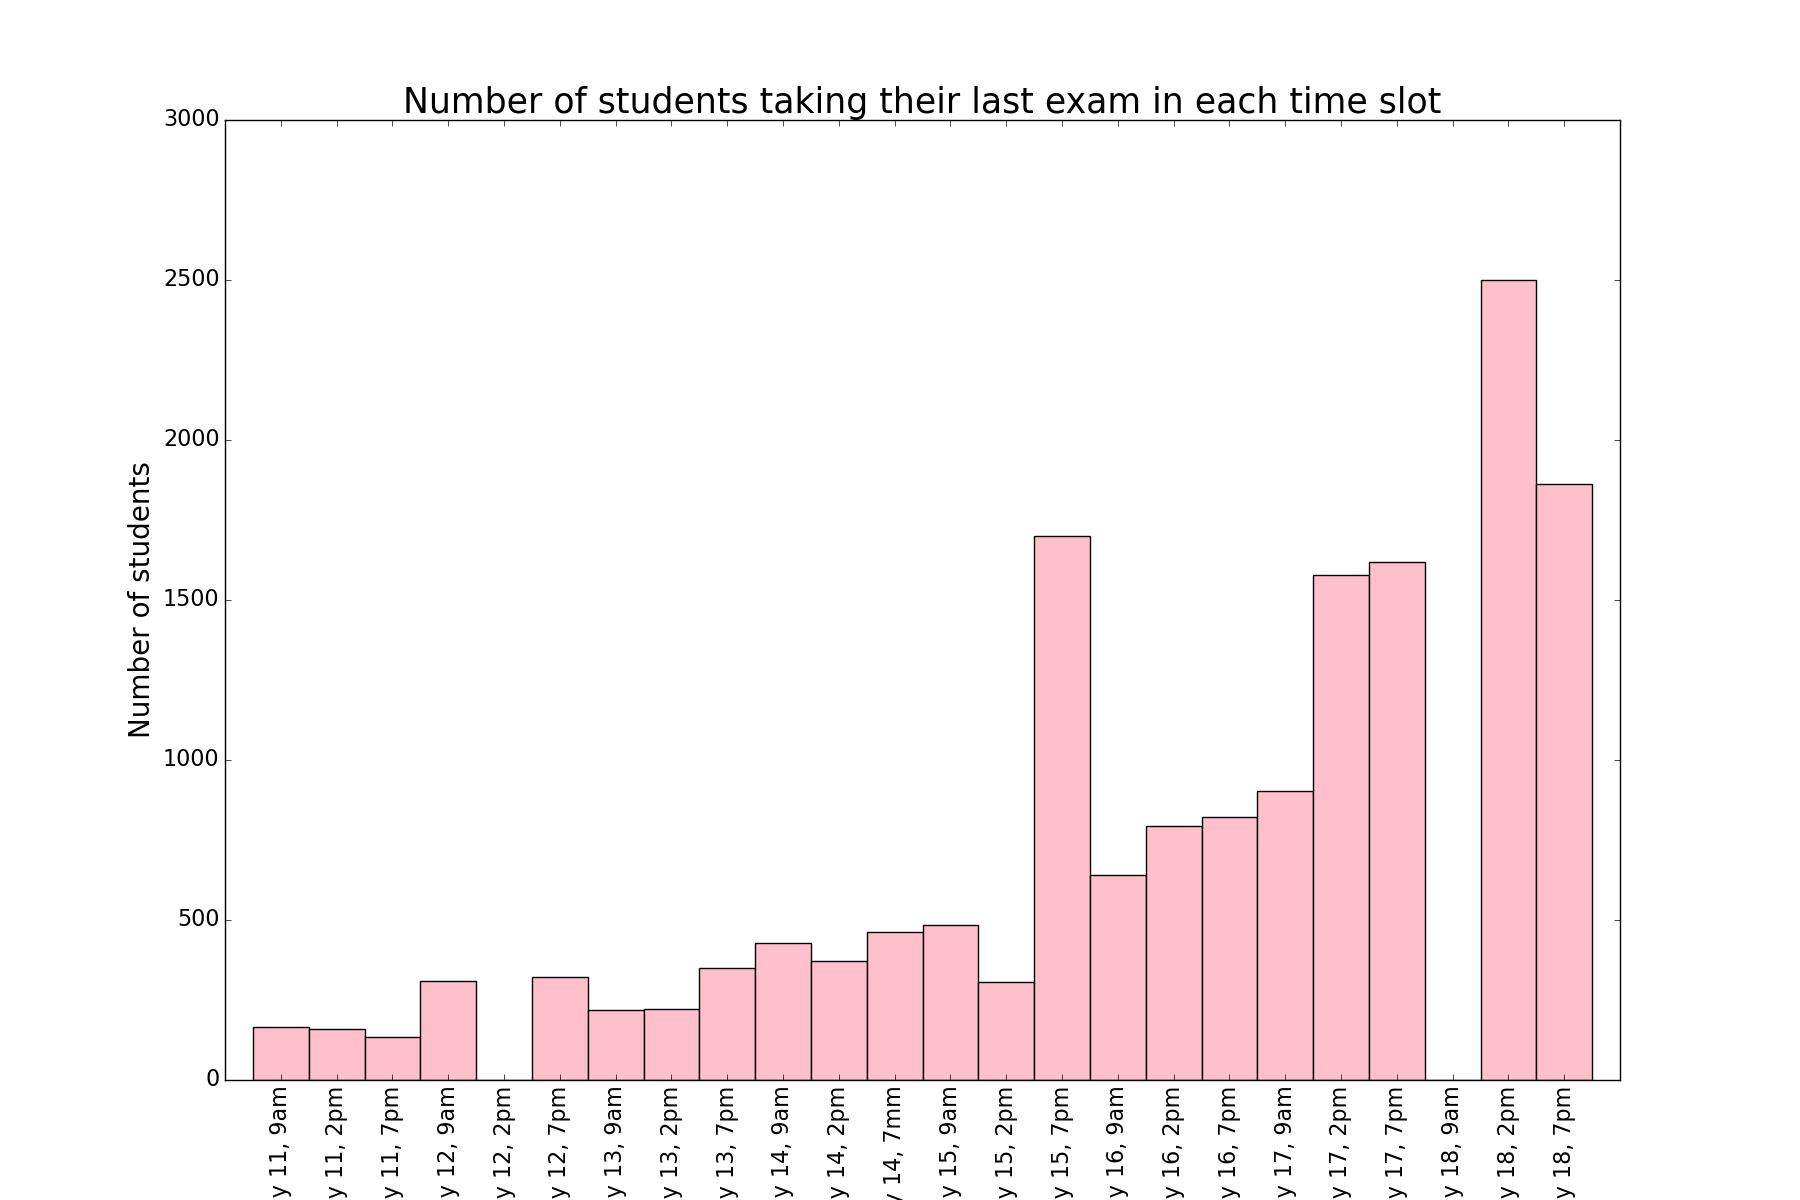 Number of students taking their last exam in each time slot
3000
2500
2000
1500
1000
500
0
Number of students
y 11, 9am
y 11, 2pm
y 11, 7pm
y 12, 9am
y 12, 2pm
y 12, 7pm
y 13, 9am
y 13, 2pm
y 13, 7pm
y 14, 9am
y 14, 2pm
y 14, 7mm
y 15, 9am
y 15, 2pm
y 15, 7pm
y 16, 9am
y 16, 2pm
y 16, 7pm
y 17, 9am
y 17, 2pm
y 17, 7pm
y 18, 9am
y 18, 2pm
y 18, 7pm